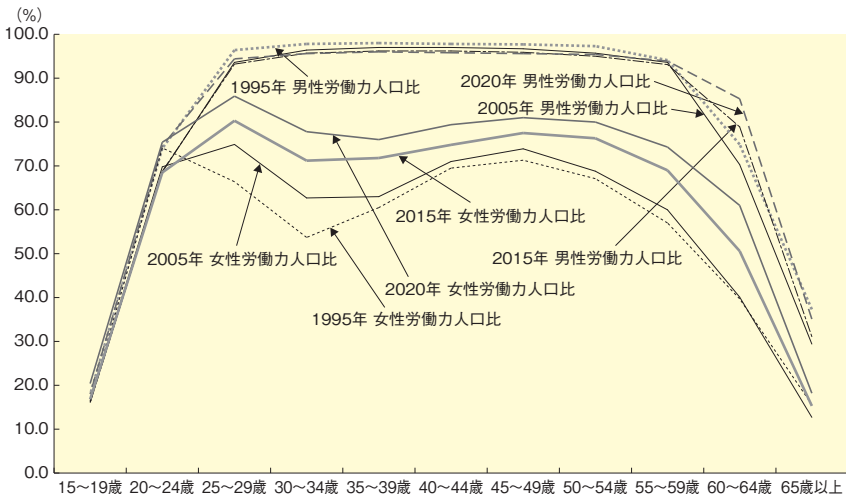 (%)
100.0
90.0
80.0
70.0
60.0
50.0
40.0
30.0
20.0
10.0
0.0
1995年 男性労働力人口比
2020年 男性労働力人口比
2005年 男性労働力人口比
2015年 女性労働力人口比
2005年 女性労働力人口比
2015年 男性労働力人口比
2020年 女性労働力人口比
1995年 女性労働力人口比
15～19歳 20～24歳 25～29歳 30～34歳 35～39歳 40～44歳 45～49歳 50～54歳 55～59歳 60～64歳 65歳以上